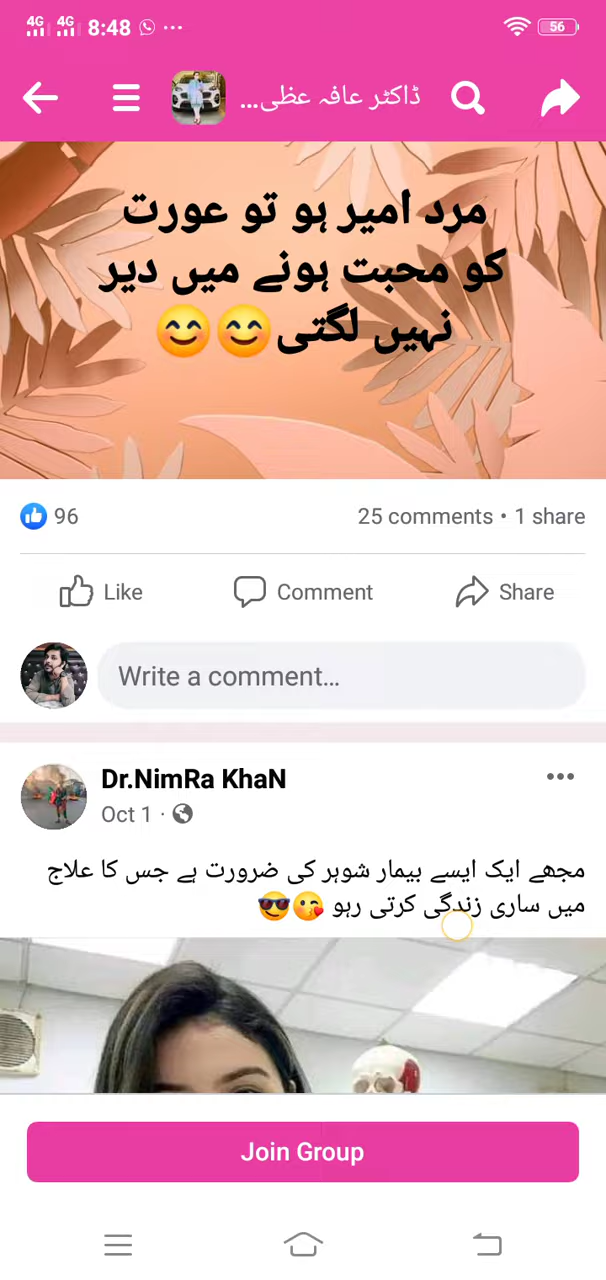 4G 4G 8:48 56
ڈاکٹر عافہ عظی...
مرد امیر ہو تو عورت
کو محبت ہونے میں دیر
نہیں لگتی😊😊
96 25 comments • 1 share
Like Comment Share
Write a comment...
Dr.NimRa KhaN
Oct 1 ·
مجھے ایک ایسے بیمار شوہر کی ضرورت ہے جس کا علاج
میں ساری زندگی کرتی رہو 😘😎
Join Group